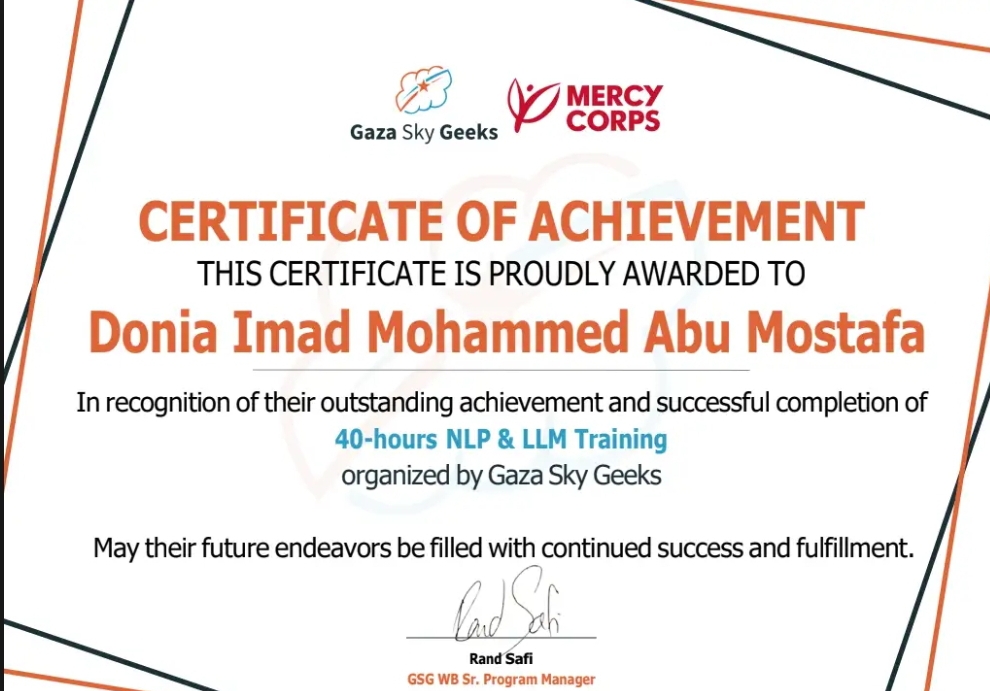 Gaza Sky Geeks
MERCY
CORPS
CERTIFICATE OF ACHIEVEMENT
THIS CERTIFICATE IS PROUDLY AWARDED TO
Donia Imad Mohammed Abu Mostafa
In recognition of their outstanding achievement and successful completion of
40-hours NLP & LLM Training
organized by Gaza Sky Geeks
May their future endeavors be filled with continued success and fulfillment.
Rand Safi
Rand Safi
GSG WB Sr. Program Manager